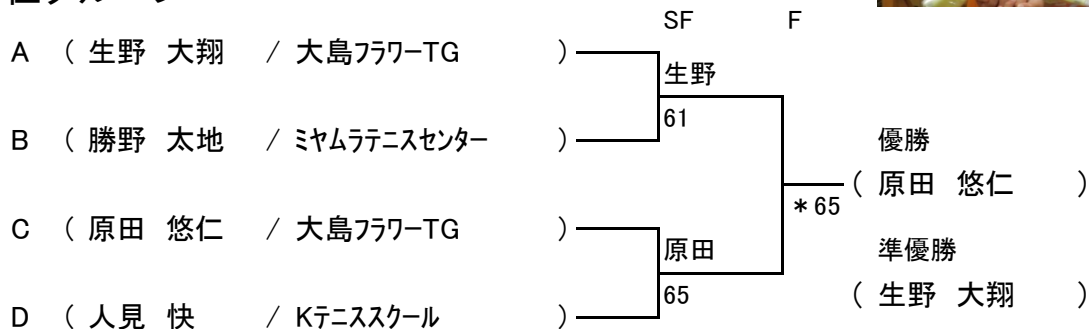 SF F
A ( 生野 大翔 / 大島フラワーTG )
生野
61
B ( 勝野 太地 / ミヤムラテニスセンター )
優勝
( 原田 悠仁 )
*65
C ( 原田 悠仁 / 大島フラワーTG )
原田
準優勝
65
( 生野 大翔 )
D ( 人見 快 / Kテニススクール )